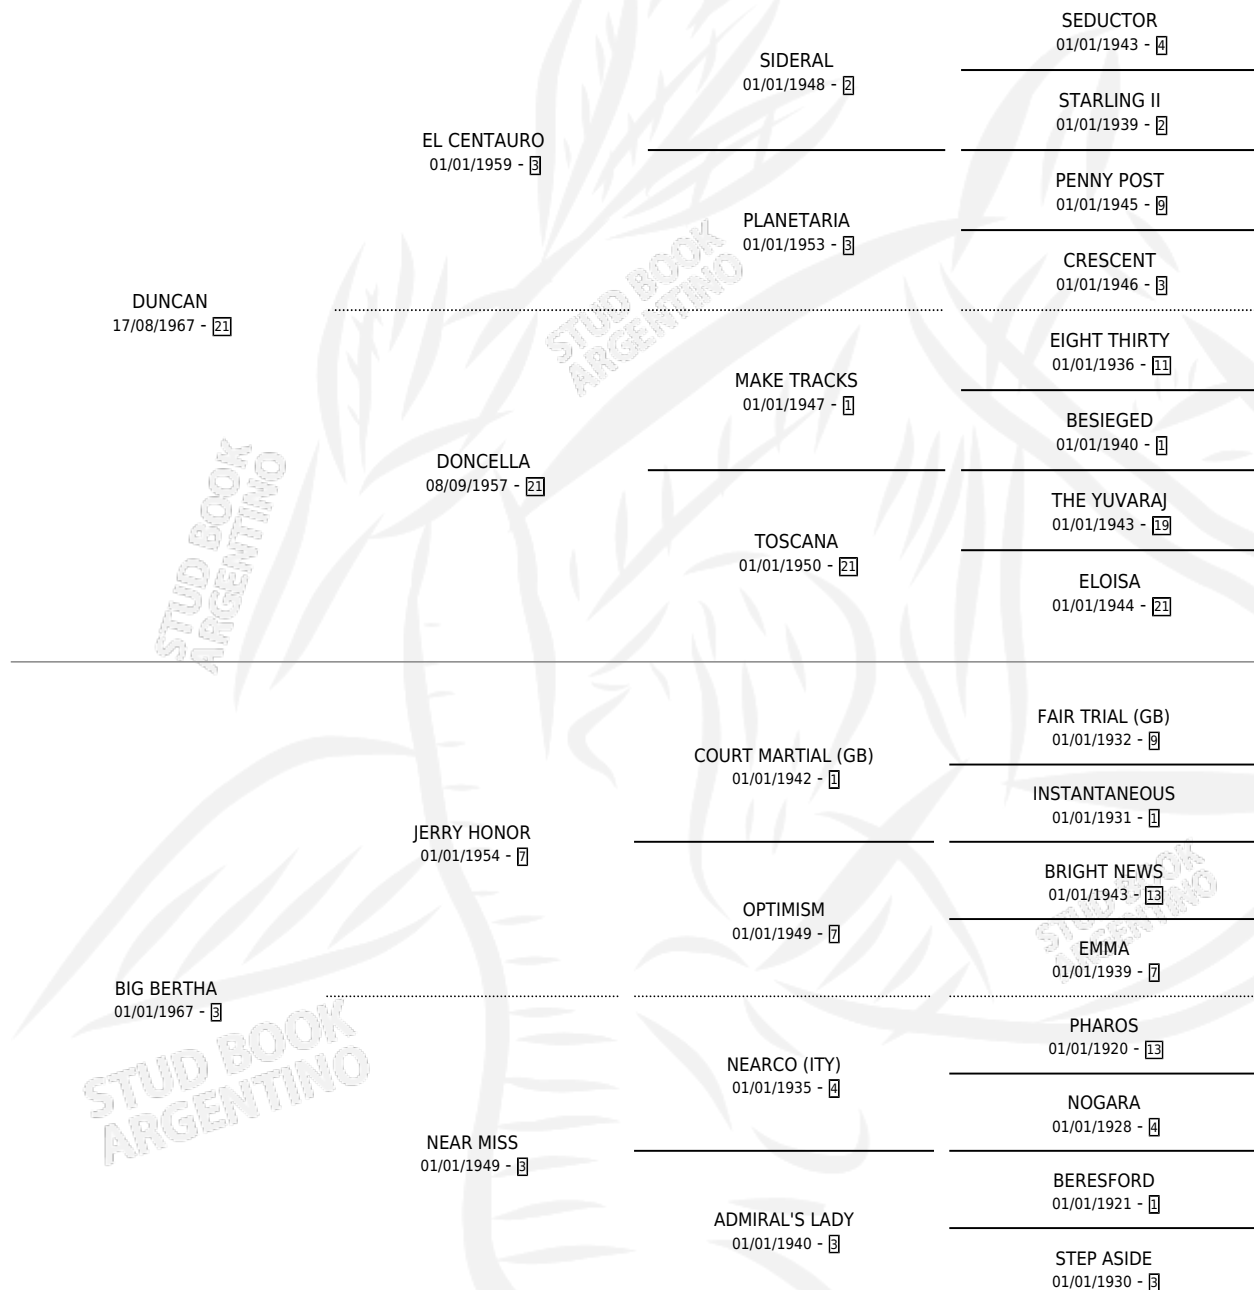 SEDUCTOR
01/01/1943 - 4
SIDERAL
01/01/1948 - 2
STARLING II
01/01/1939 - 2
EL CENTAURO
01/01/1959 - 3
PENNY POST
01/01/1945 - 9
PLANETARIA
01/01/1953 - 3
CRESCENT
01/01/1946 - 3
DUNCAN
17/08/1967 - 21
EIGHT THIRTY
01/01/1936 - 11
MAKE TRACKS
01/01/1947 - 1
BESIEGED
01/01/1940 - 1
DONCELLA
08/09/1957 - 21
THE YUVARAJ
01/01/1943 - 19
TOSCANA
01/01/1950 - 21
ELOISA
01/01/1944 - 21
FAIR TRIAL (GB)
01/01/1932 - 9
COURT MARTIAL (GB)
01/01/1942 - 1
INSTANTANEOUS
01/01/1931 - 1
JERRY HONOR
01/01/1954 - 7
BRIGHT NEWS
01/01/1943 - 13
OPTIMISM
01/01/1949 - 7
EMMA
01/01/1939 - 7
BIG BERTHA
01/01/1967 - 3
PHAROS
01/01/1920 - 13
NEARCO (ITY)
01/01/1935 - 4
NOGARA
01/01/1928 - 4
NEAR MISS
01/01/1949 - 3
BERESFORD
01/01/1921 - 1
ADMIRAL'S LADY
01/01/1940 - 3
STEP ASIDE
01/01/1930 - 3
STUD BOOK
ARGENTINO
STUD BOOK
ARGENTINO
STUD BOOK
ARGENTINO
STUD BOOK
ARGENTINO